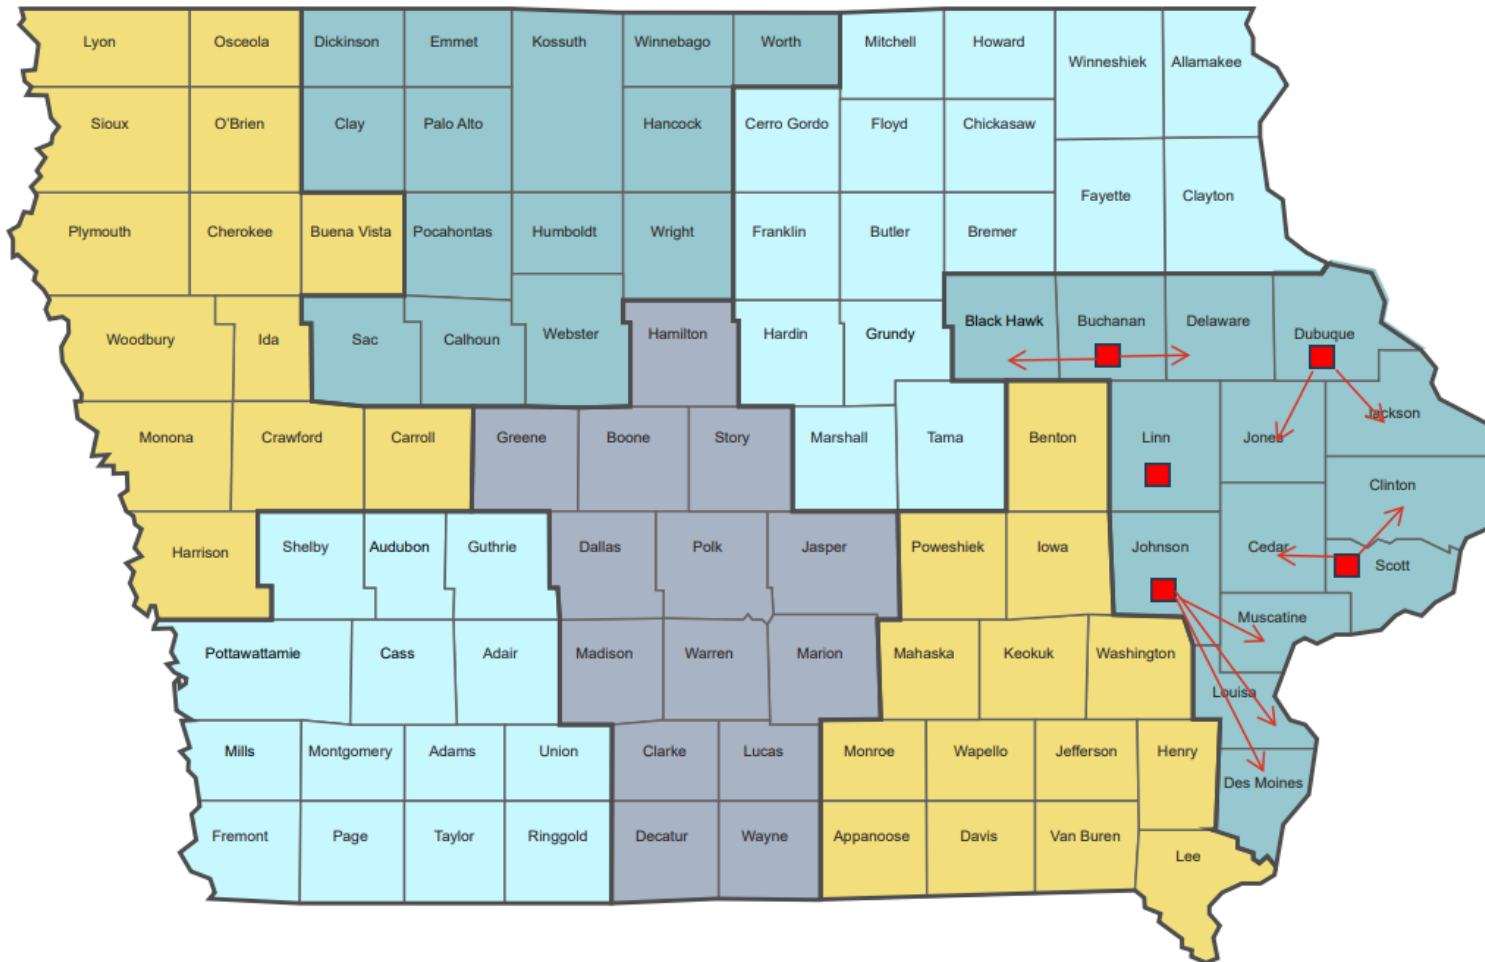 Lyon
Osceola
Dickinson
Emmet
Kossuth
Winnebago
Worth
Mitchell
Howard
Winneshiek
Allamakee
Sioux
O'Brien
Clay
Palo Alto
Hancock
Cerro Gordo
Floyd
Chickasaw
Fayette
Clayton
Plymouth
Cherokee
Buena Vista
Pocahontas
Humboldt
Wright
Franklin
Butler
Bremer
Woodbury
Ida
Sac
Calhoun
Webster
Hamilton
Hardin
Grundy
Black Hawk
Buchanan
Delaware
Dubuque
Monona
Crawford
Carroll
Greene
Boone
Story
Marshall
Tama
Benton
Linn
Jones
Jackson
Clinton
Harrison
Shelby
Audubon
Guthrie
Dallas
Polk
Jasper
Poweshiek
Iowa
Johnson
Cedar
Scott
Muscatine
Pottawattamie
Cass
Adair
Madison
Warren
Marion
Mahaska
Keokuk
Washington
Louisa
Mills
Montgomery
Adams
Union
Clarke
Lucas
Monroe
Wapello
Jefferson
Henry
Des Moines
Fremont
Page
Taylor
Ringgold
Decatur
Wayne
Appanoose
Davis
Van Buren
Lee